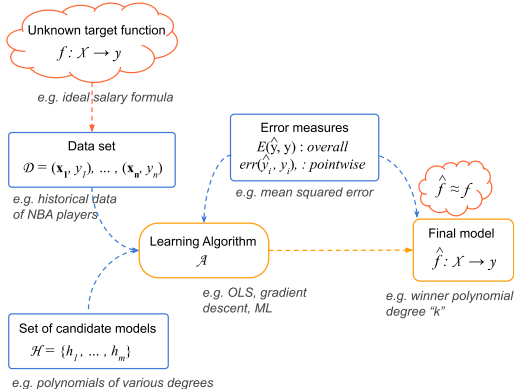 Unknown target function
f : X → y
e.g. ideal salary formula
Data set
D = (x₁, y₁), ... , (xₙ, yₙ)
e.g. historical data
of NBA players
Error measures
E(ŷ, y) : overall
err(ŷᵢ, yᵢ), : pointwise
e.g. mean squared error
f̂ ≈ f
Learning Algorithm
A
e.g. OLS, gradient
descent, ML
Final model
f̂ : X → y
e.g. winner polynomial
degree “k”
Set of candidate models
H = {h₁, ... , hₘ}
e.g. polynomials of various degrees